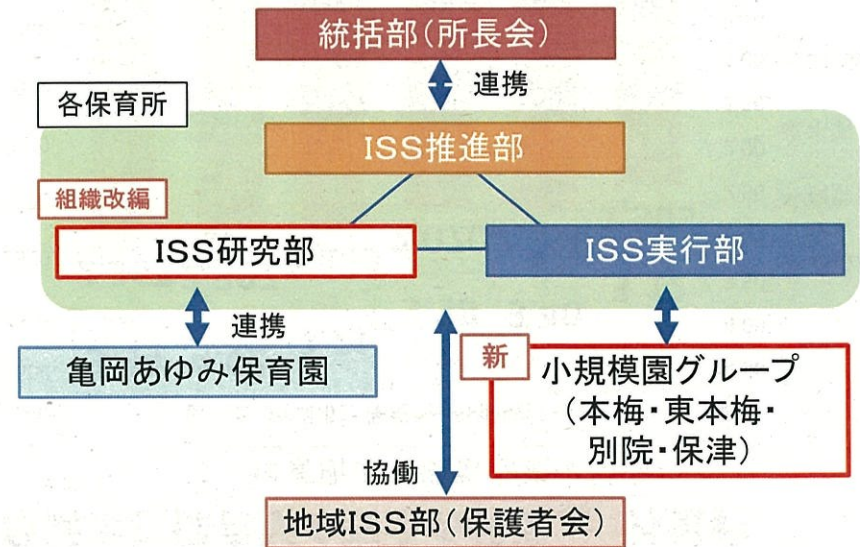 統括部(所長会)
連携
各保育所
ISS推進部
組織改編
ISS研究部
ISS実行部
連携
亀岡あゆみ保育園
新
小規模園グループ
(本梅・東本梅・
別院・保津)
協働
地域ISS部(保護者会)